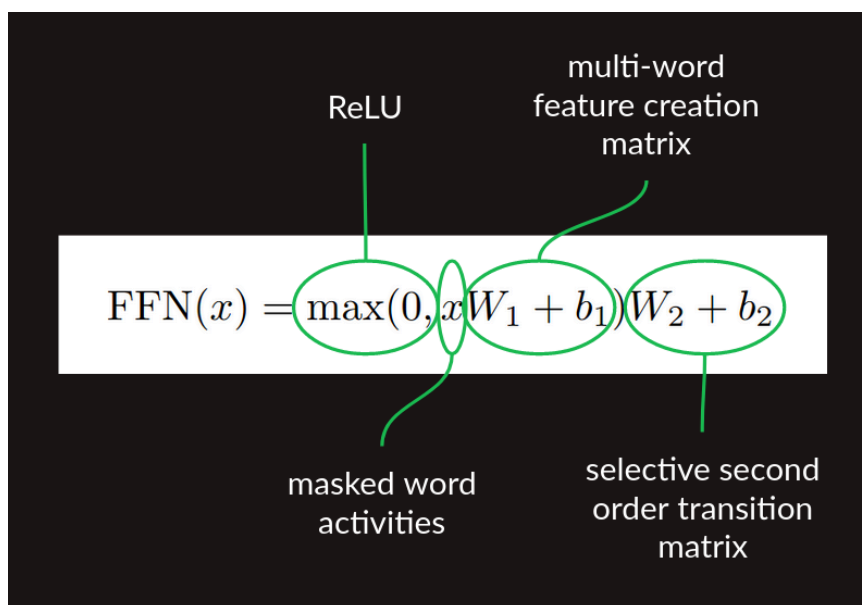 multi-word
feature creation
matrix
ReLU
FFN(x) = max(0, xW₁ + b₁)W₂ + b₂
masked word
activities
selective second
order transition
matrix